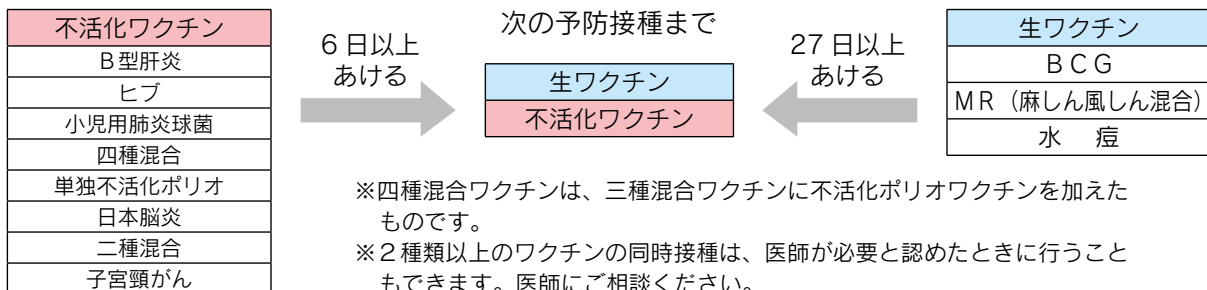 不活化ワクチン
B型肝炎
ヒブ
小児用肺炎球菌
四種混合
単独不活化ポリオ
日本脳炎
二種混合
子宮頸がん
6日以上
あける
次の予防接種まで
生ワクチン
不活化ワクチン
27日以上
あける
生ワクチン
BCG
MR（麻しん風しん混合）
水　痘
※四種混合ワクチンは、三種混合ワクチンに不活化ポリオワクチンを加えた
ものです。
※2種類以上のワクチンの同時接種は、医師が必要と認めたときに行うこと
もできます。医師にご相談ください。